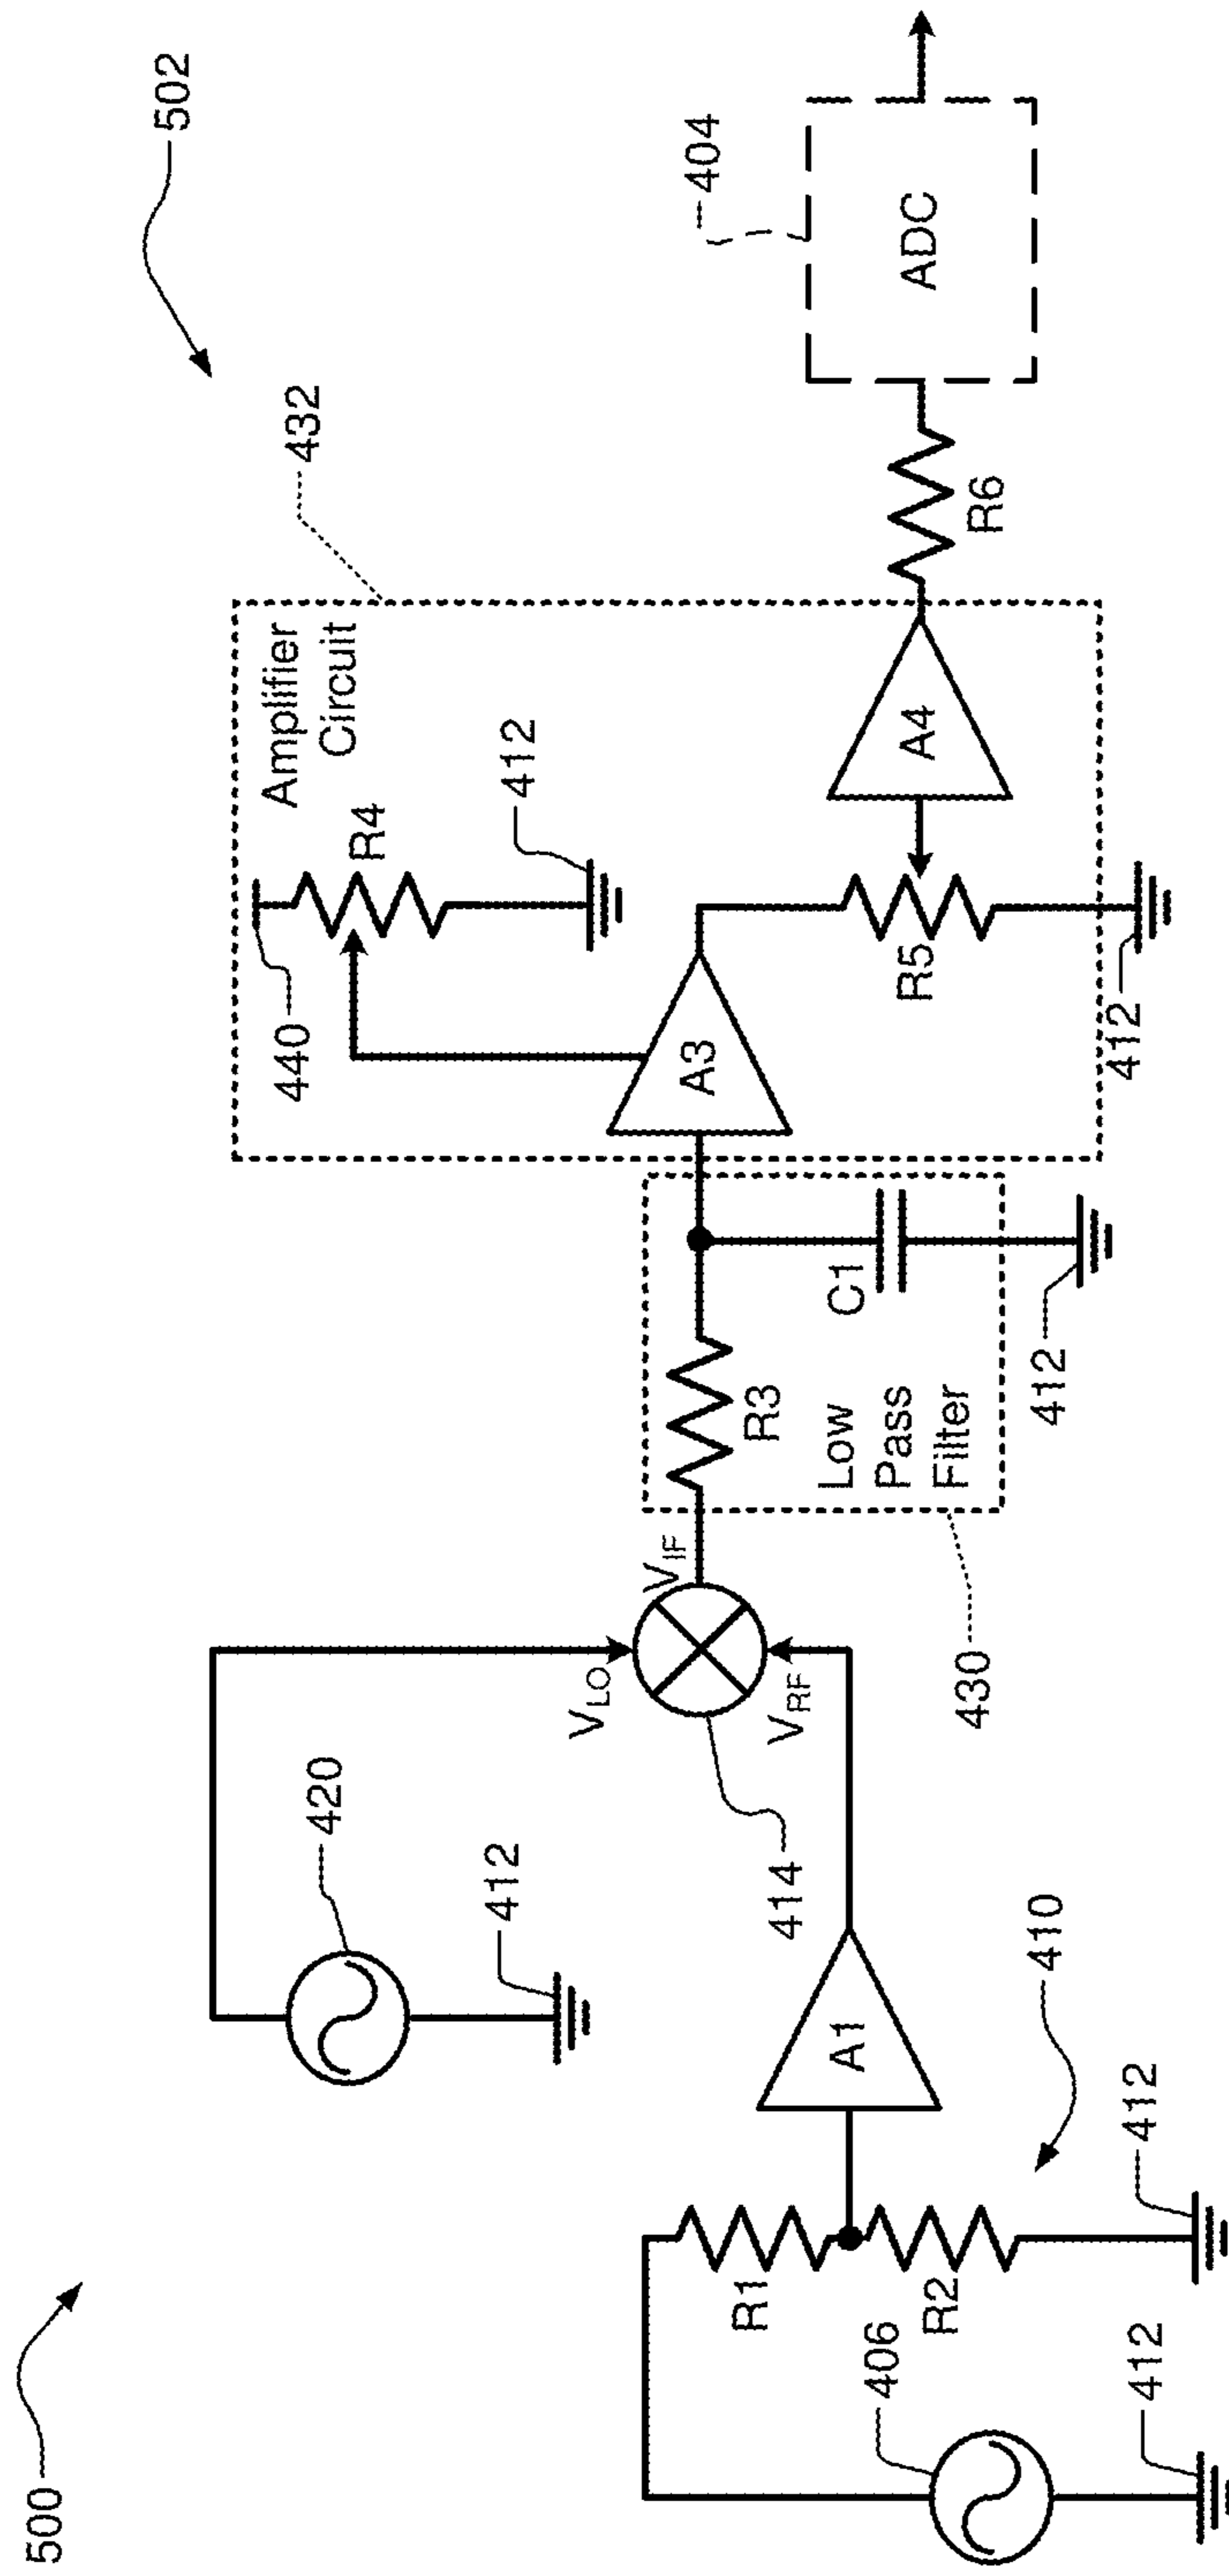 500
502
432
404
Amplifier
Circuit
440
R4
412
420
412
V_LO
V_IF
A3
R5
412
A4
R6
ADC
R3
C1
Low
Pass
Filter
430
412
414
V_RF
A1
410
R1
R2
412
406
412